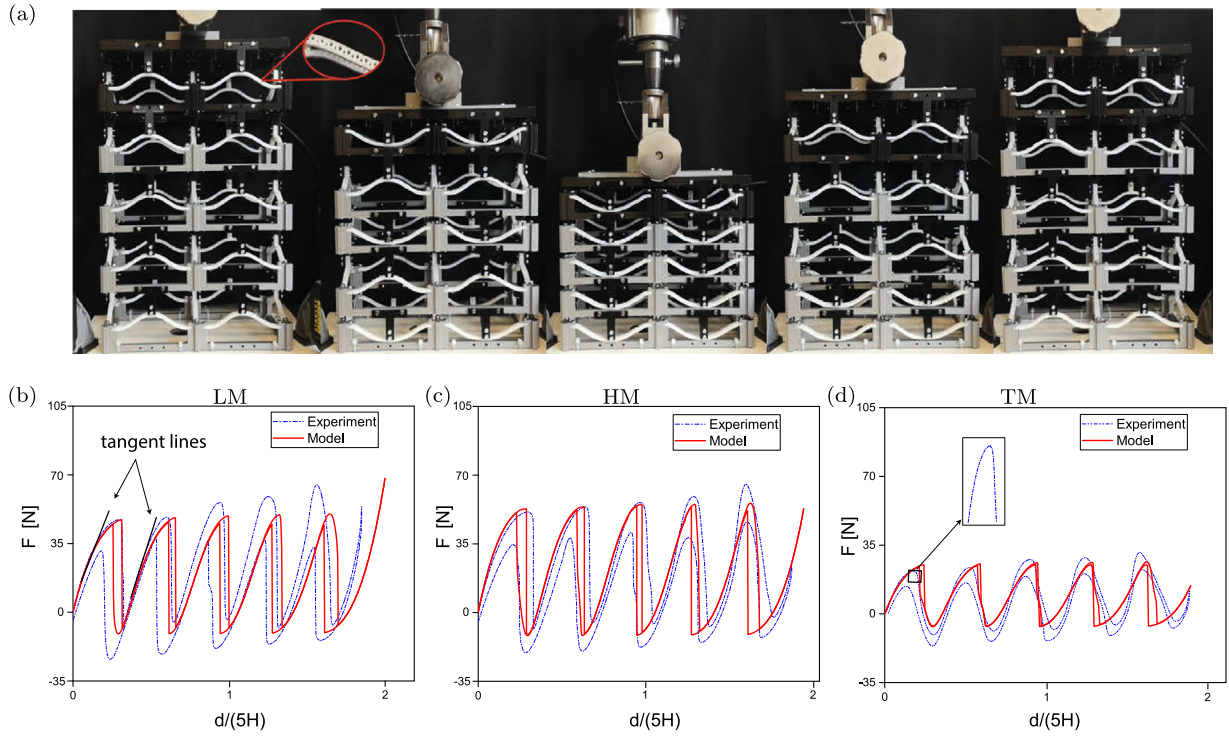 (a)
(b)
LM
105
70
35
0
-35
F [N]
tangent lines
Experiment
Model
0
1
2
d/(5H)
(c)
HM
105
70
35
0
-35
F [N]
Experiment
Model
0
1
2
d/(5H)
(d)
TM
105
70
35
0
-35
F [N]
Experiment
Model
0
1
2
d/(5H)